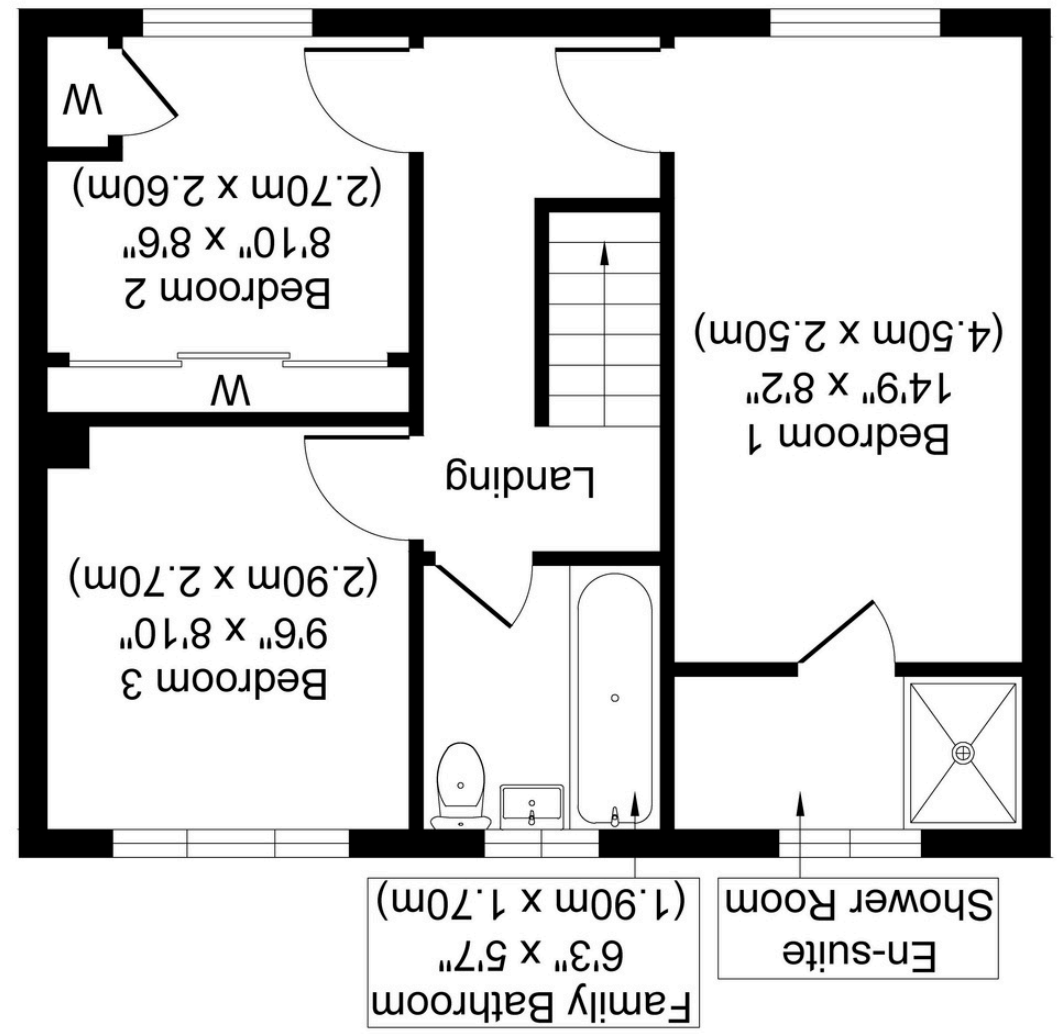 En-suite
Shower Room
Family Bathroom
6'3" x 5'7"
(1.90m x 1.70m)
Bedroom 3
9'6" x 8'10"
(2.90m x 2.70m)
Landing
Bedroom 1
14'9" x 8'2"
(4.50m x 2.50m)
W
Bedroom 2
8'10" x 8'6"
(2.70m x 2.60m)
W